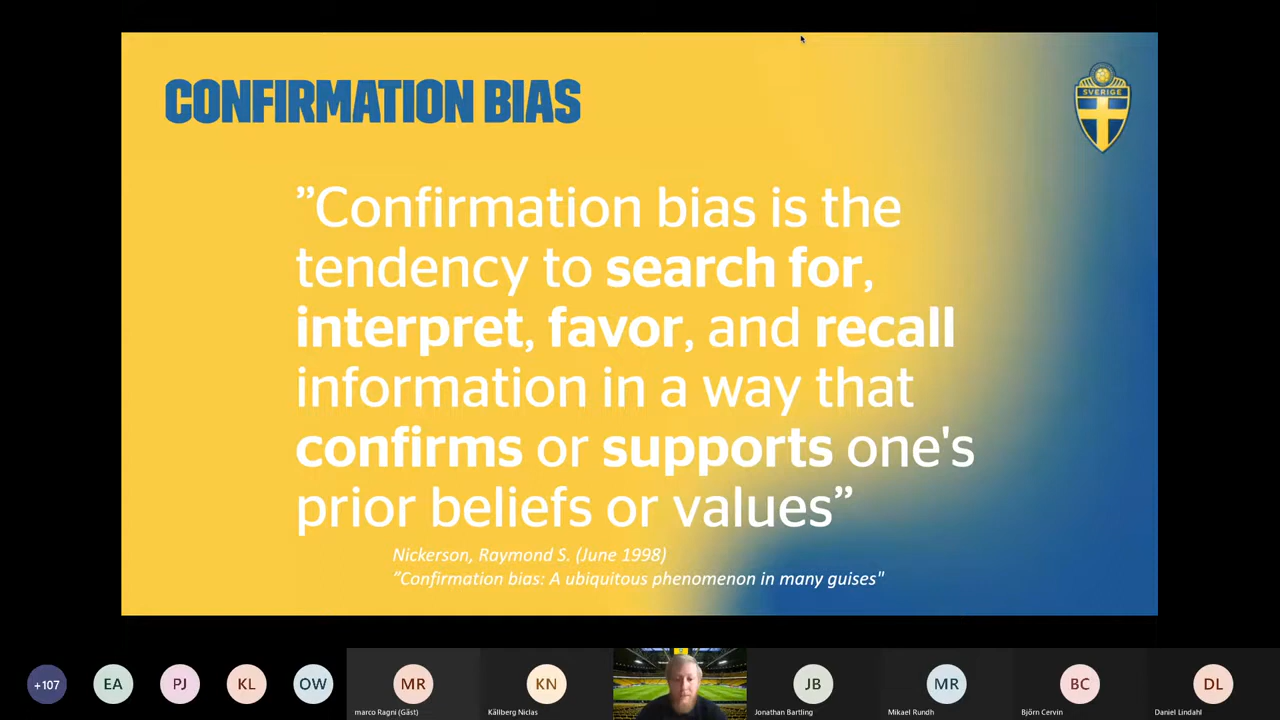 CONFIRMATION BIAS
SVERIGE
”Confirmation bias is the
tendency to search for,
interpret, favor, and recall
information in a way that
confirms or supports one's
prior beliefs or values”
Nickerson, Raymond S. (June 1998)
”Confirmation bias: A ubiquitous phenomenon in many guises"
+107
EA
PJ
KL
OW
MR
KN
JB
MR
BC
DL
marco Ragni (Gäst)
Källberg Niclas
Jonathan Bartling
Mikael Rundh
Björn Cervin
Daniel Lindahl